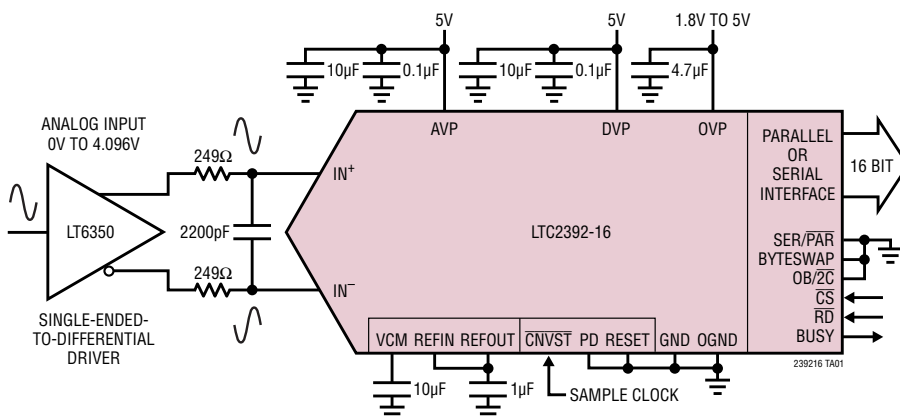 5V
5V
1.8V TO 5V
10µF
0.1µF
10µF
0.1µF
4.7µF
ANALOG INPUT
0V TO 4.096V
AVP
DVP
OVP
PARALLEL
OR
SERIAL
INTERFACE
16 BIT
249Ω
IN+
LT6350
2200pF
LTC2392-16
SER/PAR
BYTESWAP
OB/2C
CS
RD
BUSY
249Ω
IN–
SINGLE-ENDED-
TO-DIFFERENTIAL
DRIVER
VCM
REFIN
REFOUT
CNVST
PD
RESET
GND
OGND
239216 TA01
10µF
1µF
SAMPLE CLOCK